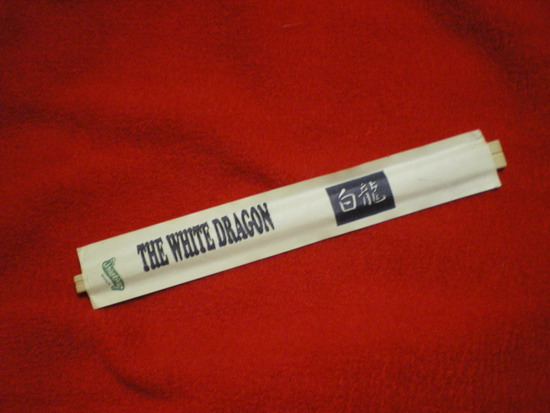 THE WHITE DRAGON
白龍